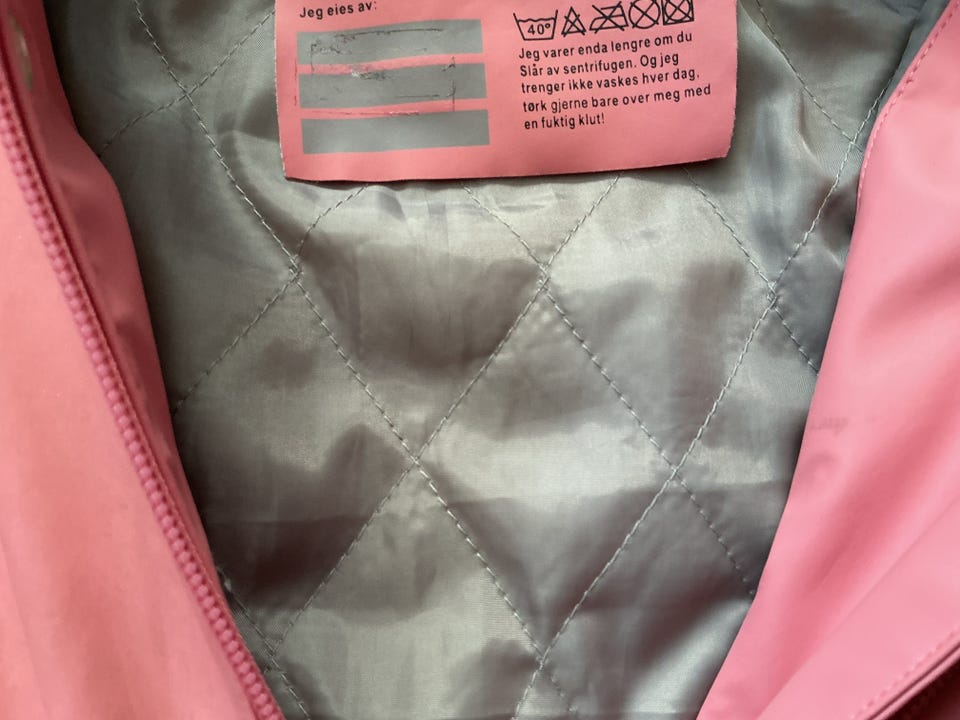 Jeg eies av:
40°
Jeg varer enda lengre om du
Slår av sentrifugen. Og jeg
trenger ikke vaskes hver dag,
tørk gjerne bare over meg med
en fuktig klut!